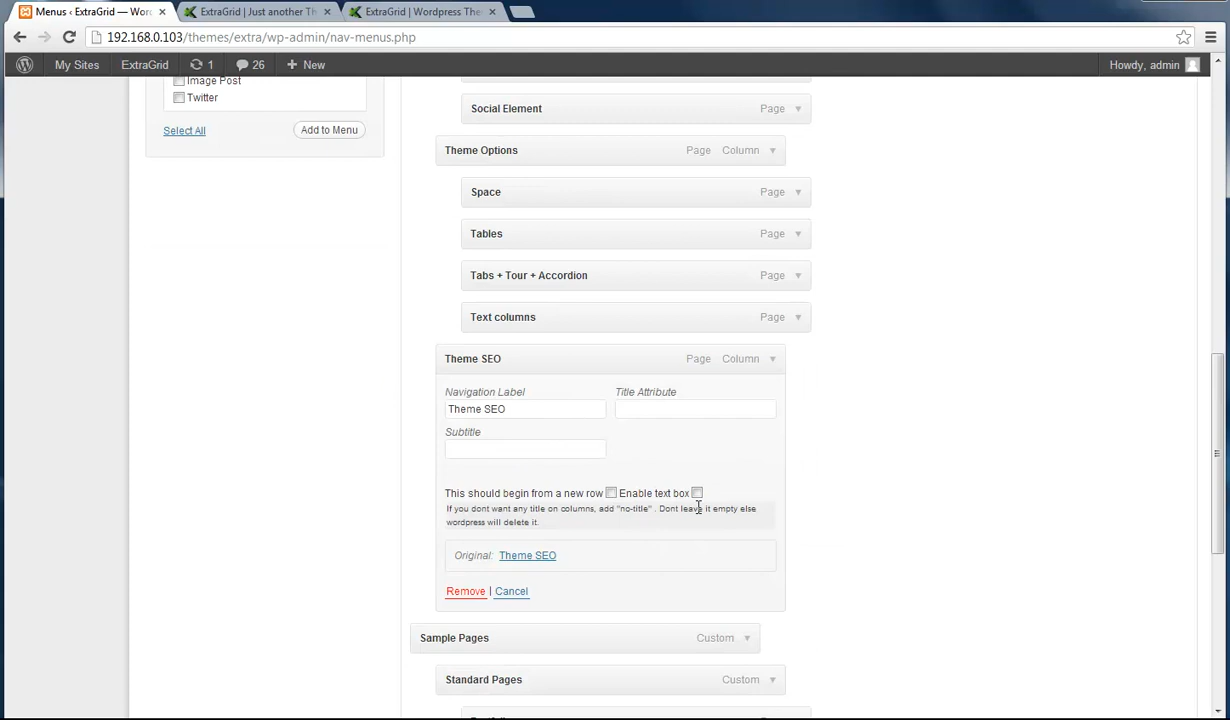 Menus ‹ ExtraGrid — Wor
ExtraGrid | Just another Th
ExtraGrid | Wordpress The
192.168.0.103/themes/extra/wp-admin/nav-menus.php
My Sites ExtraGrid 1 26 + New Howdy, admin
Image Post
Twitter
Select All Add to Menu
Social Element Page
Theme Options Page Column
Space Page
Tables Page
Tabs + Tour + Accordion Page
Text columns Page
Theme SEO Page Column
Navigation Label Title Attribute
Theme SEO
Subtitle
This should begin from a new row Enable text box
If you dont want any title on columns, add "no-title" . Dont leave it empty else
wordpress will delete it.
Original: Theme SEO
Remove | Cancel
Sample Pages Custom
Standard Pages Custom